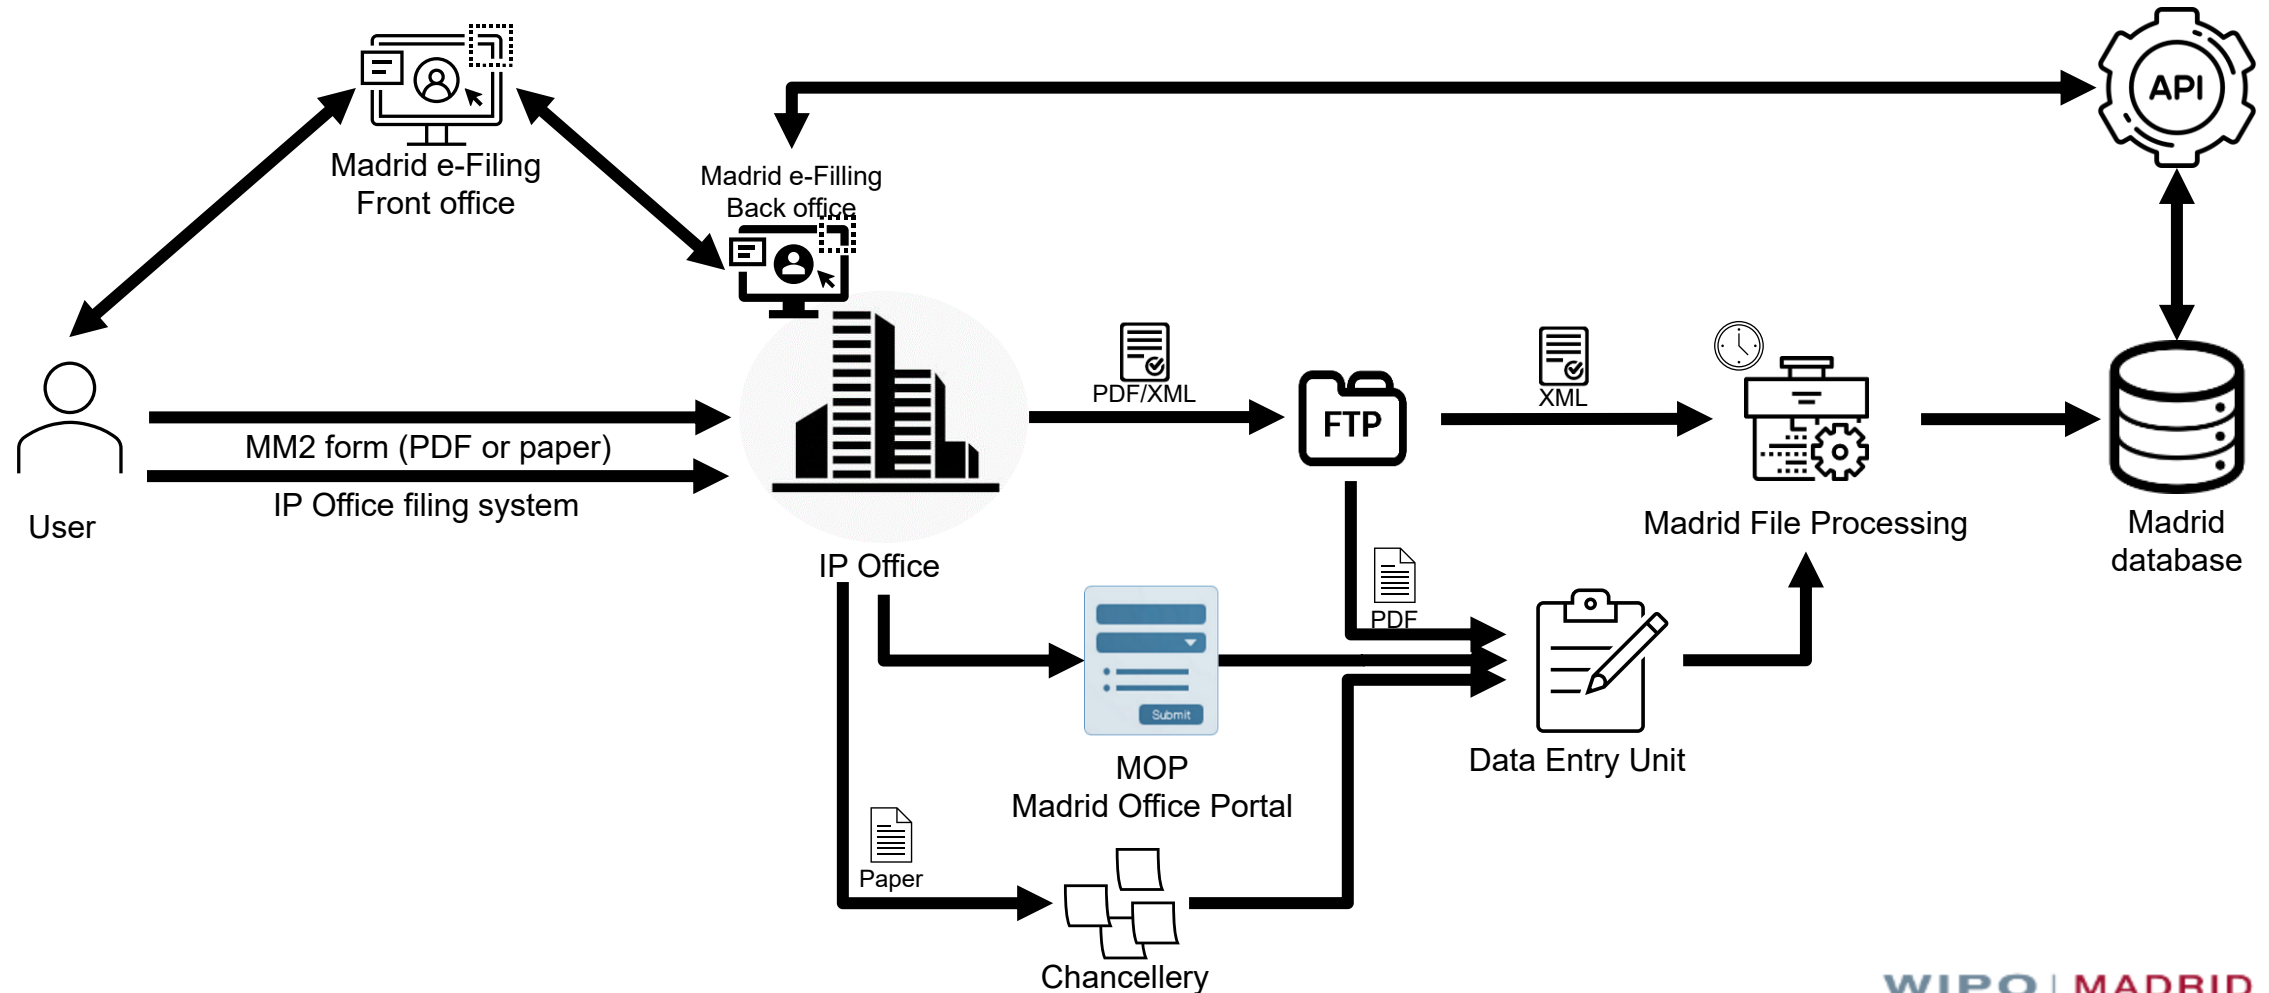 API
Madrid e-Filing
Front office
Madrid e-Filling
Back office
PDF/XML
XML
FTP
MM2 form (PDF or paper)
IP Office filing system
User
IP Office
Madrid File Processing
Madrid
database
PDF
Submit
MOP
Madrid Office Portal
Data Entry Unit
Paper
Chancellery
WIPO | MADRID